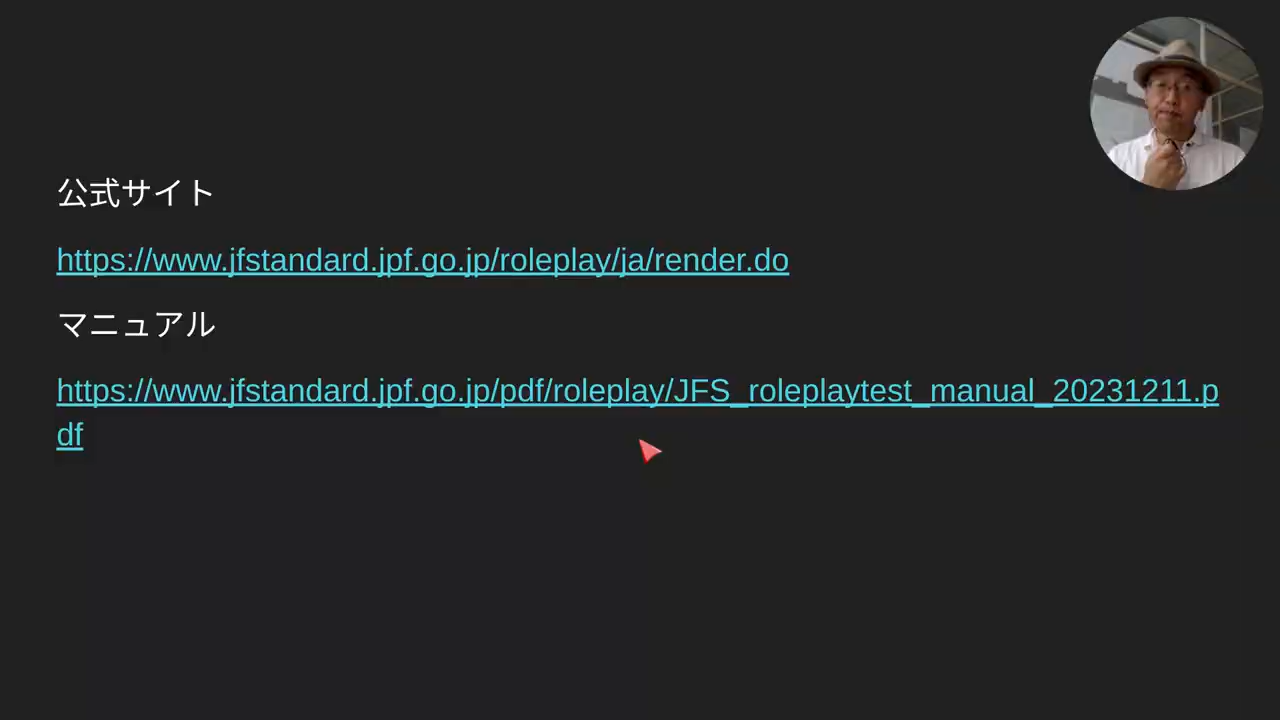 公式サイト
https://www.jfstandard.jpf.go.jp/roleplay/ja/render.do
マニュアル
https://www.jfstandard.jpf.go.jp/pdf/roleplay/JFS_roleplaytest_manual_20231211.p
df